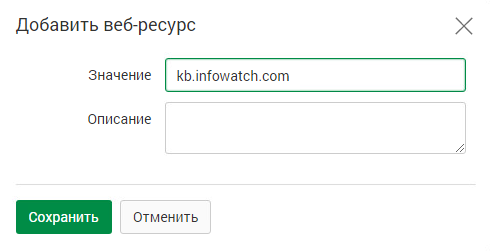 Добавить веб-ресурс
Значение kb.infowatch.com
Описание
Сохранить Отменить